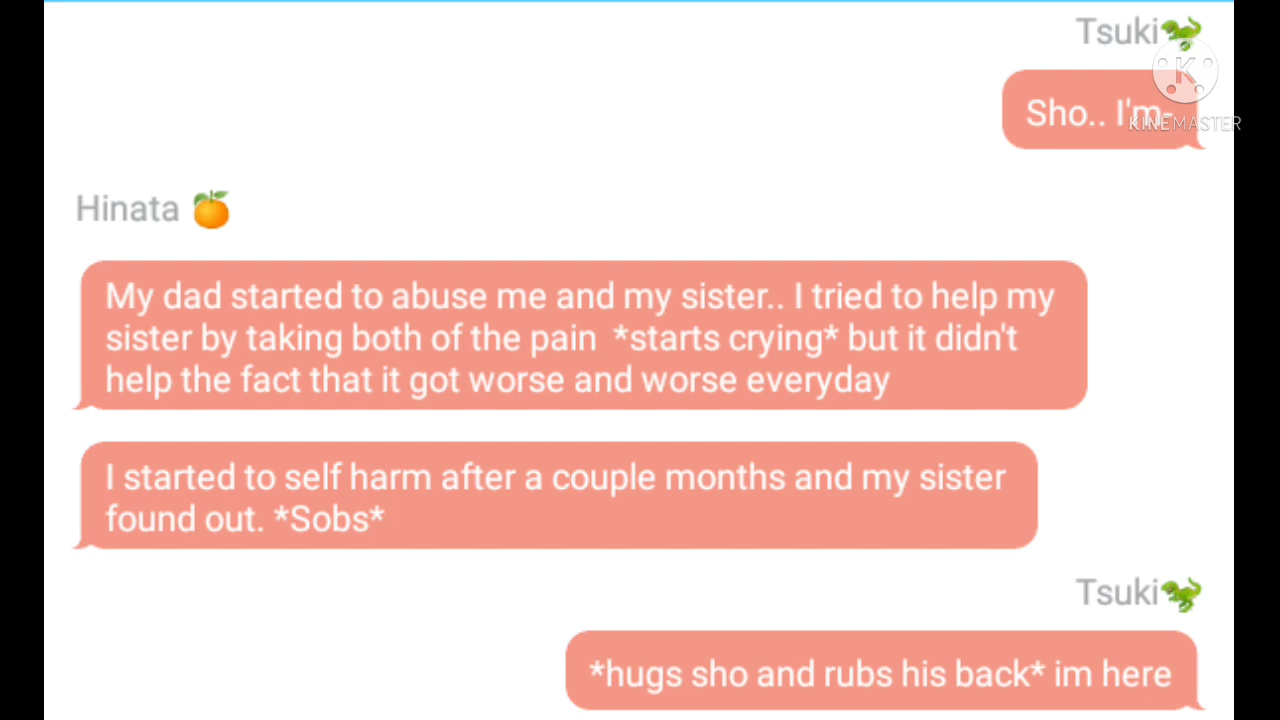 Tsuki🦖
Sho.. I'm-
K
KINEMASTER
Hinata 🍊
My dad started to abuse me and my sister.. I tried to help my
sister by taking both of the pain  *starts crying* but it didn't
help the fact that it got worse and worse everyday
I started to self harm after a couple months and my sister
found out. *Sobs*
Tsuki🦖
*hugs sho and rubs his back* im here